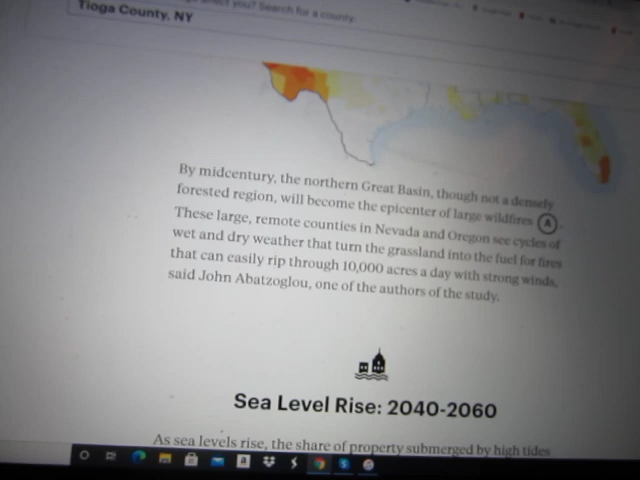 you? Search for a county.
Tioga County, NY
By midcentury, the northern Great Basin, though not a densely
forested region, will become the epicenter of large wildfires A.
These large, remote counties in Nevada and Oregon see cycles of
wet and dry weather that turn the grassland into the fuel for fires
that can easily rip through 10,000 acres a day with strong winds,
said John Abatzoglou, one of the authors of the study.
Sea Level Rise: 2040-2060
As sea levels rise, the share of property submerged by high tides
a
S